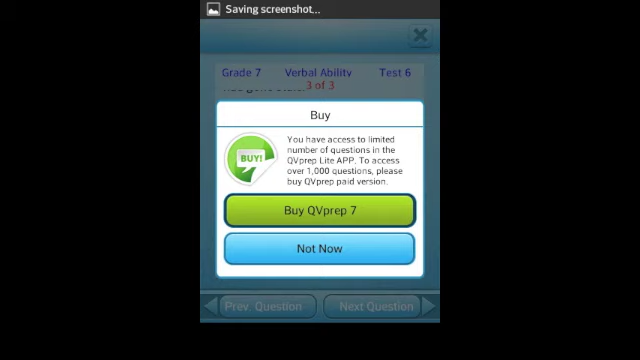 Saving screenshot...
Grade 7 Verbal Ability Test 6
3 of 3
Buy
BUY!
You have access to limited
number of questions in the
QVprep Lite APP. To access
over 1,000 questions, please
buy QVprep paid version.
Buy QVprep 7
Not Now
Prev. Question Next Question